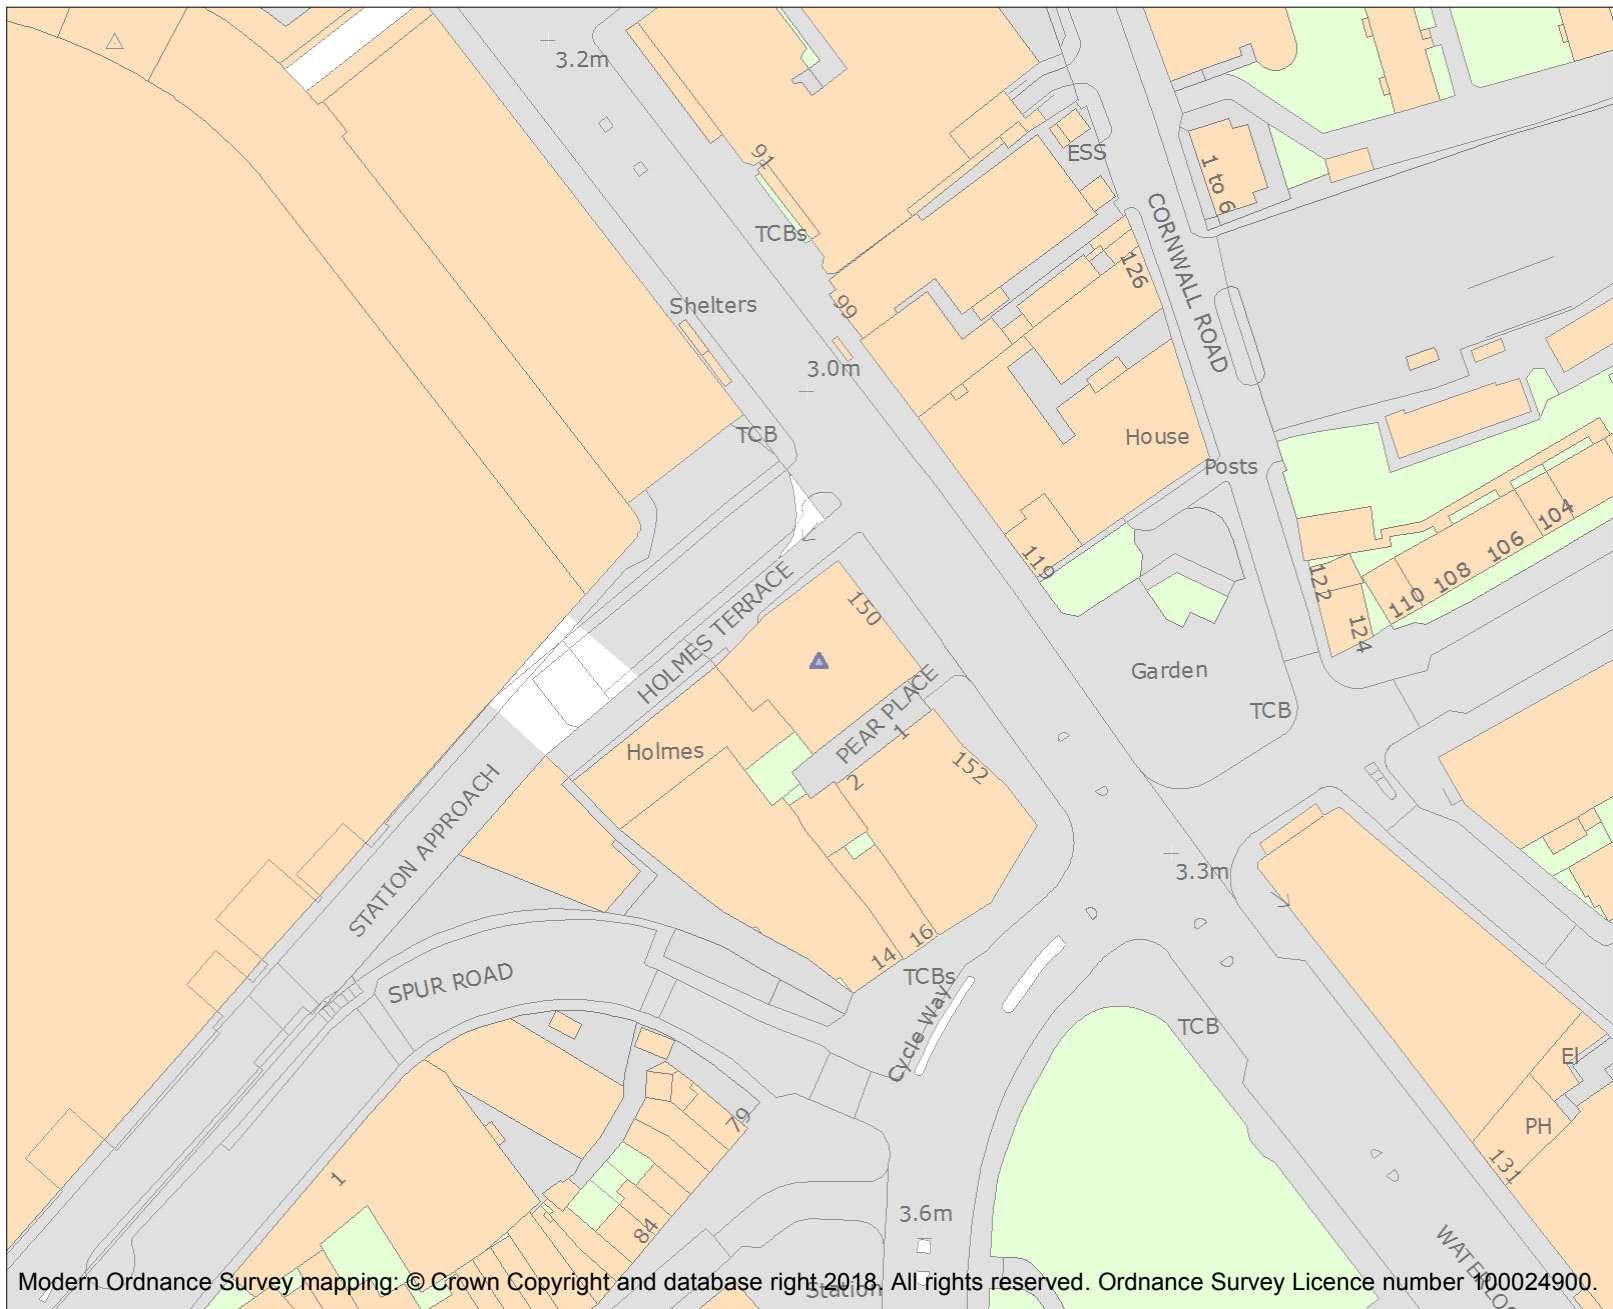 3.2m
91
ESS
1 to 6
TCBs
CORNWALL ROAD
126
Shelters
99
3.0m
TCB
House
Posts
119
104
106
108
110
122
124
HOLMES TERRACE
150
Garden
TCB
PEAR PLACE
1
2
152
Holmes
STATION APPROACH
3.3m
14
16
SPUR ROAD
TCBs
Cycle Ways
TCB
El
PH
131
79
1
84
3.6m
WATERLOO
Station
Modern Ordnance Survey mapping: © Crown Copyright and database right 2018. All rights reserved. Ordnance Survey Licence number 100024900.